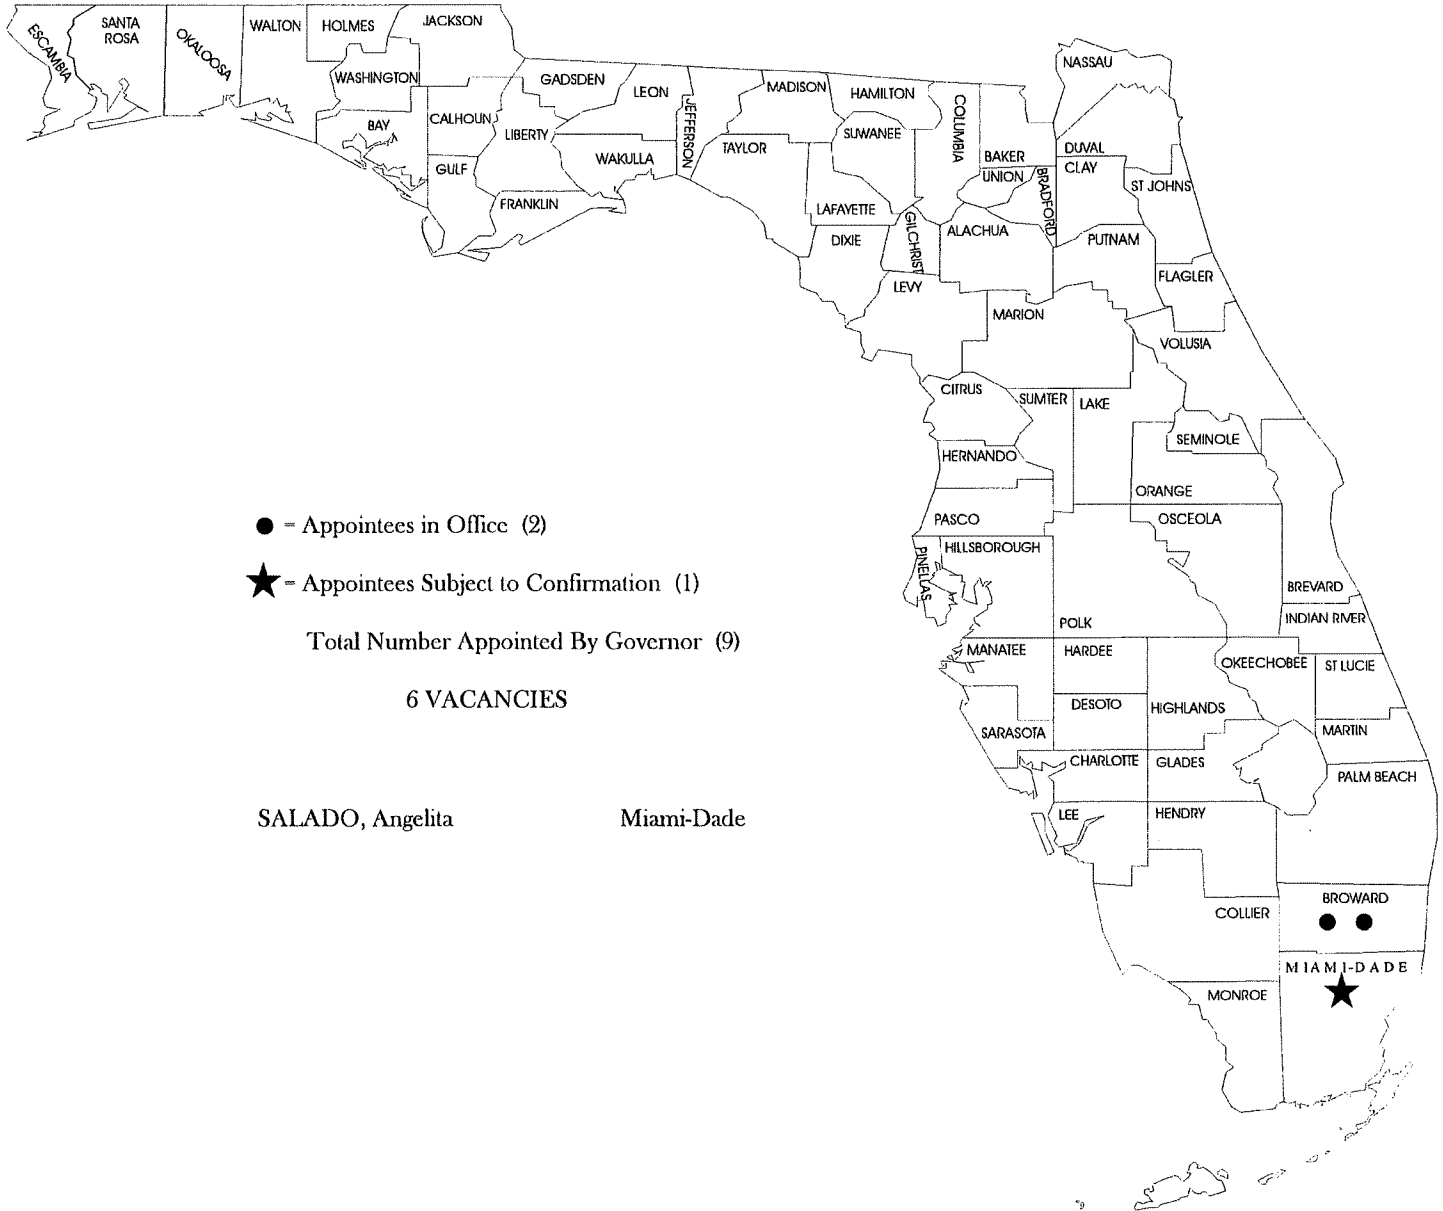 ESCAMBIA
SANTA
ROSA
OKALOOSA
WALTON
HOLMES
JACKSON
WASHINGTON
BAY
CALHOUN
GULF
GADSDEN
LIBERTY
FRANKLIN
LEON
WAKULLA
JEFFERSON
TAYLOR
MADISON
HAMILTON
SUWANEE
LAFAYETTE
DIXIE
GILCHRIST
LEVY
COLUMBIA
BAKER
UNION
BRADFORD
ALACHUA
NASSAU
DUVAL
CLAY
ST JOHNS
PUTNAM
FLAGLER
MARION
VOLUSIA
CITRUS
SUMTER
LAKE
SEMINOLE
HERNANDO
ORANGE
PASCO
OSCEOLA
PINELLAS
HILLSBOROUGH
POLK
BREVARD
INDIAN RIVER
MANATEE
HARDEE
OKEECHOBEE
ST LUCIE
DESOTO
HIGHLANDS
SARASOTA
MARTIN
CHARLOTTE
GLADES
PALM BEACH
LEE
HENDRY
BROWARD
COLLIER
MIAMI-DADE
MONROE
● = Appointees in Office (2)
★ = Appointees Subject to Confirmation (1)
Total Number Appointed By Governor (9)
6 VACANCIES
SALADO, Angelita Miami-Dade